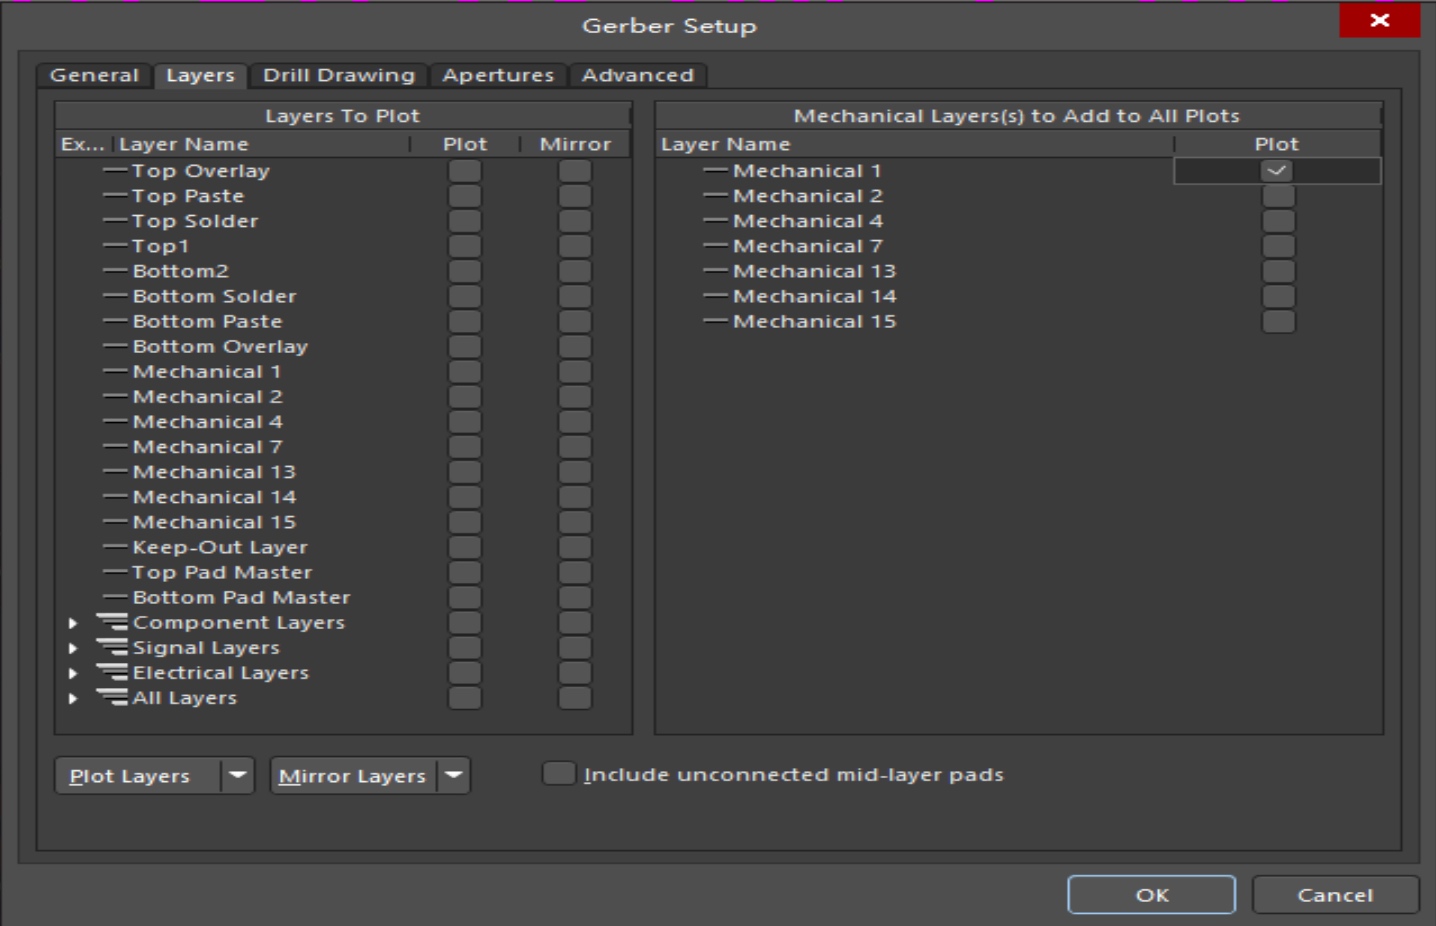 Gerber Setup
General Layers Drill Drawing Apertures Advanced
Layers To Plot
Ex... Layer Name Plot Mirror
Top Overlay
Top Paste
Top Solder
Top1
Bottom2
Bottom Solder
Bottom Paste
Bottom Overlay
Mechanical 1
Mechanical 2
Mechanical 4
Mechanical 7
Mechanical 13
Mechanical 14
Mechanical 15
Keep-Out Layer
Top Pad Master
Bottom Pad Master
Component Layers
Signal Layers
Electrical Layers
All Layers
Mechanical Layers(s) to Add to All Plots
Layer Name Plot
Mechanical 1
Mechanical 2
Mechanical 4
Mechanical 7
Mechanical 13
Mechanical 14
Mechanical 15
Plot Layers Mirror Layers Include unconnected mid-layer pads
OK Cancel